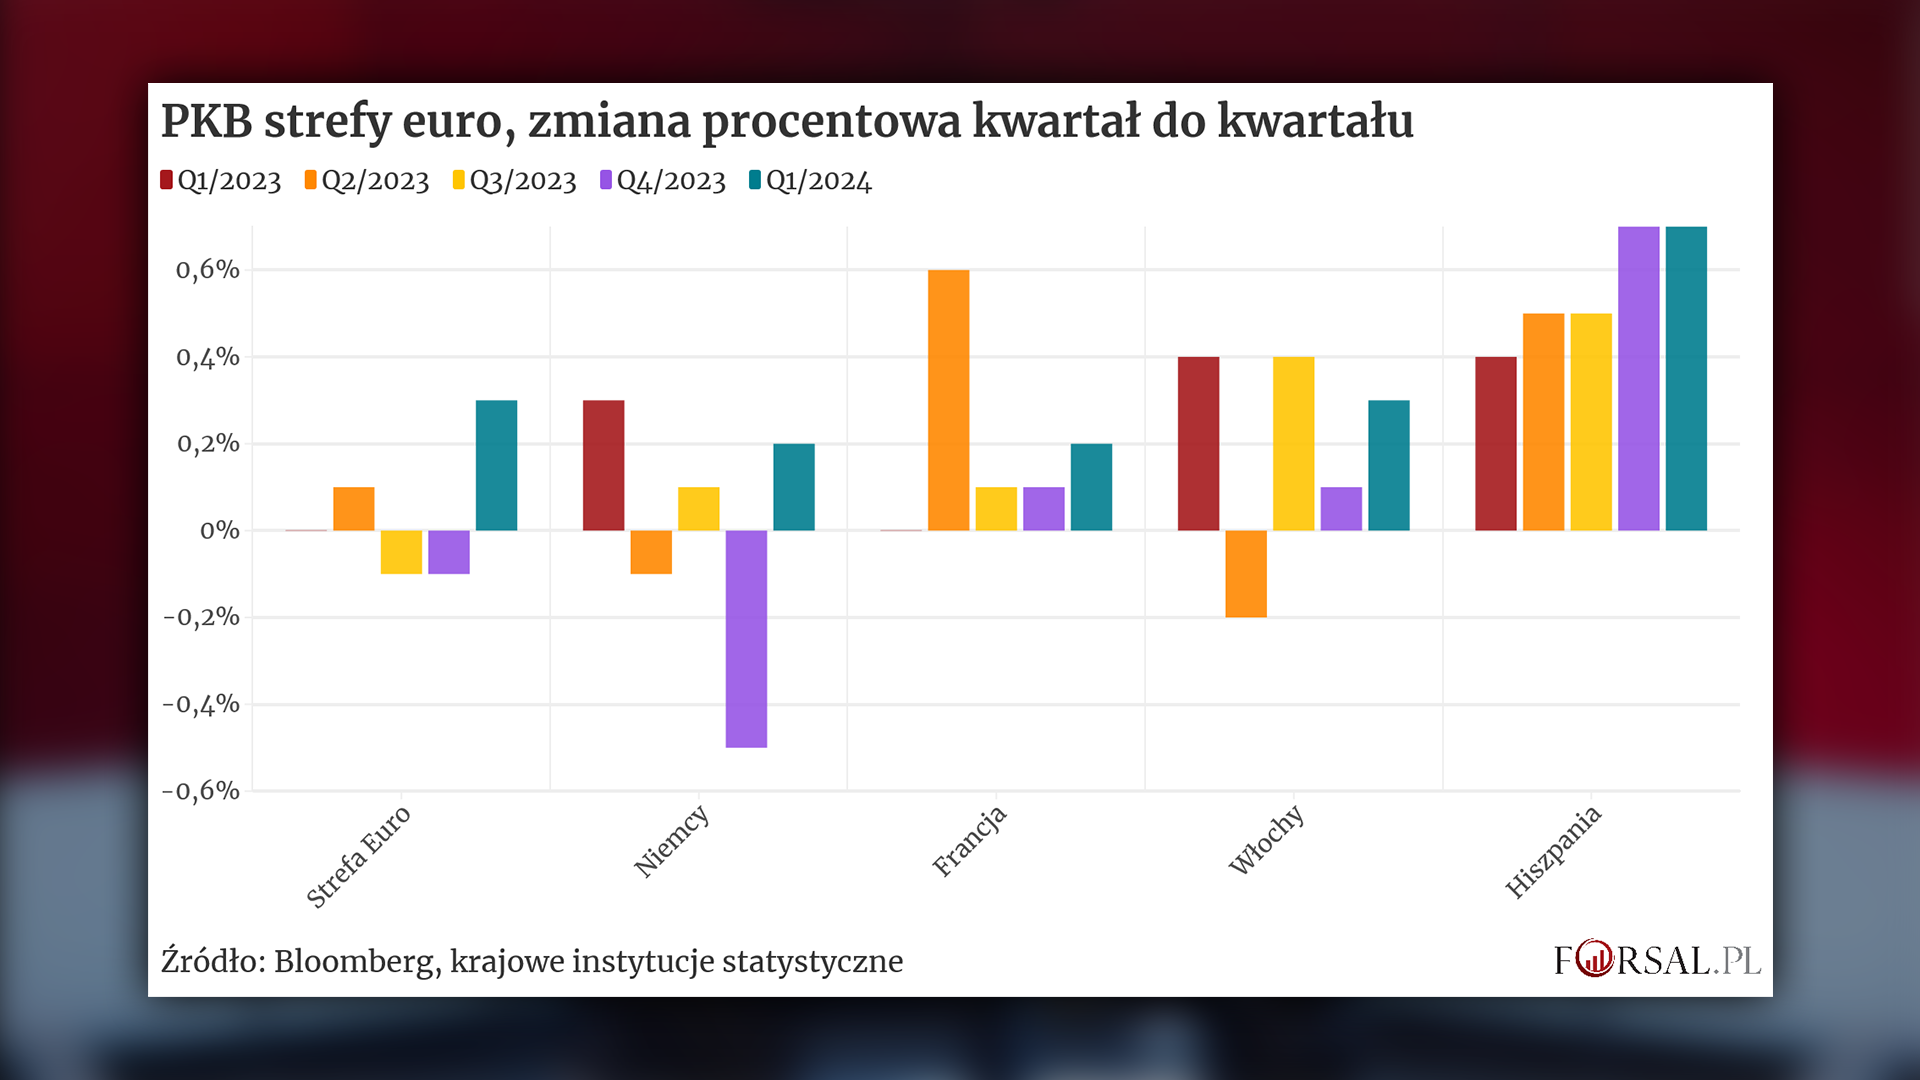 PKB strefy euro, zmiana procentowa kwartał do kwartału
Q1/2023 Q2/2023 Q3/2023 Q4/2023 Q1/2024
0,6%
0,4%
0,2%
0%
-0,2%
-0,4%
-0,6%
Strefa Euro
Niemcy
Francja
Włochy
Hiszpania
Źródło: Bloomberg, krajowe instytucje statystyczne
FORSAL.PL